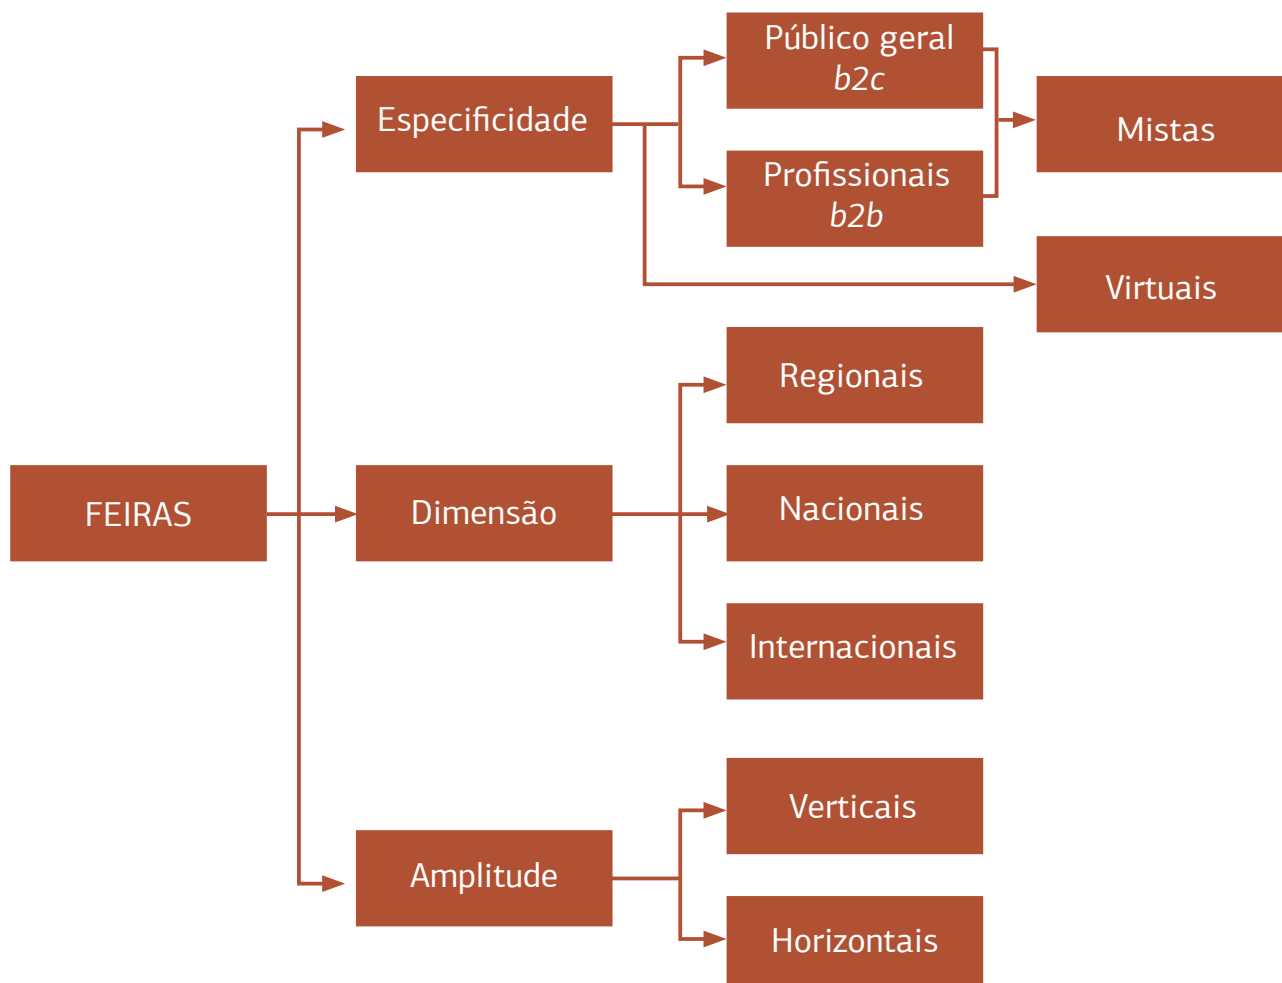 Público geral
b2c
Especificidade
Mistas
Profissionais
b2b
Virtuais
Regionais
FEIRAS
Dimensão
Nacionais
Internacionais
Verticais
Amplitude
Horizontais